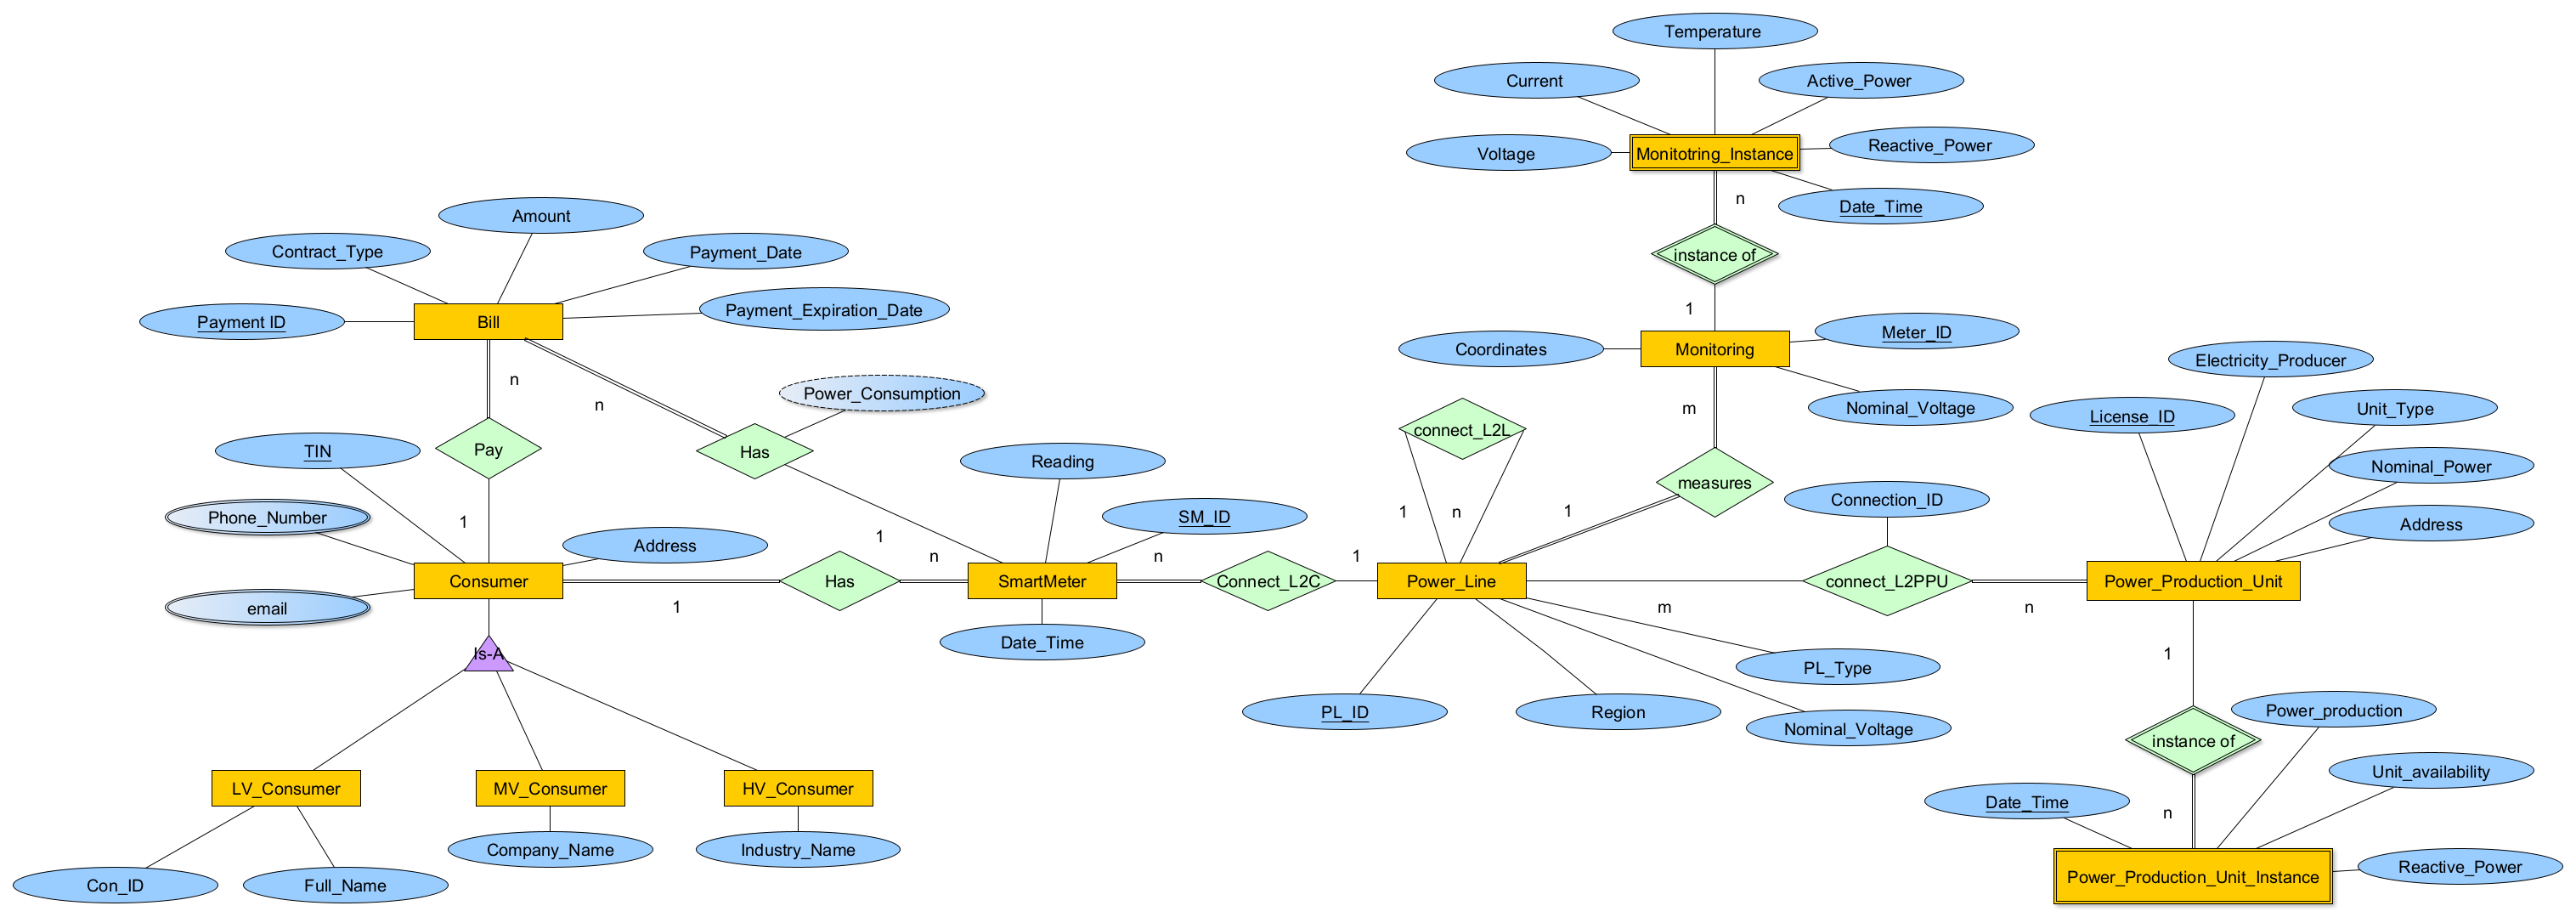 Temperature
Current
Active_Power
Voltage
Monitotring_Instance
Reactive_Power
Date_Time
n
instance of
1
Amount
Contract_Type
Payment_Date
Payment ID
Bill
Payment_Expiration_Date
Coordinates
Monitoring
Meter_ID
Nominal_Voltage
Electricity_Producer
License_ID
Unit_Type
n
n
Power_Consumption
m
connect_L2L
TIN
Pay
Has
Reading
measures
Nominal_Power
Connection_ID
Phone_Number
1
SM_ID
1
n
1
Address
Address
1
n
n
1
email
Consumer
Has
SmartMeter
Connect_L2C
Power_Line
connect_L2PPU
Power_Production_Unit
1
m
n
Date_Time
Is-A
PL_Type
1
PL_ID
Region
Nominal_Voltage
Power_production
instance of
Unit_availability
LV_Consumer
MV_Consumer
HV_Consumer
Date_Time
n
Company_Name
Industry_Name
Con_ID
Full_Name
Power_Production_Unit_Instance
Reactive_Power